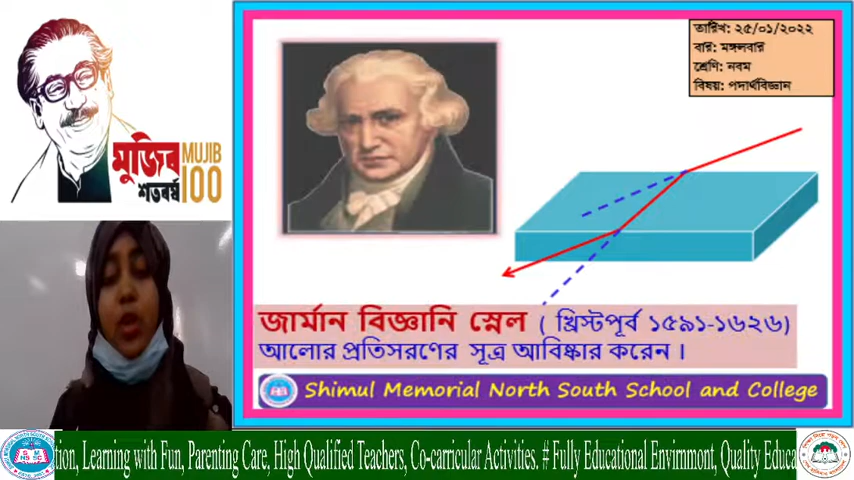 মুজিব
শতবর্ষ
MUJIB
100
তারিখ: ২৫/০১/২০২২
বার: মঙ্গলবার
শ্রেণি: নবম
বিষয়: পদার্থবিজ্ঞান
জার্মান বিজ্ঞানি স্নেল ( খ্রিস্টপূর্ব ১৫৯১-১৬২৬)
আলোর প্রতিসরণের সূত্র আবিষ্কার করেন ।
Shimul Memorial North South School and College
tion, Learning with Fun, Parenting Care, High Qualified Teachers, Co-carricular Activities. # Fully Educational Envirnment, Quality Educa